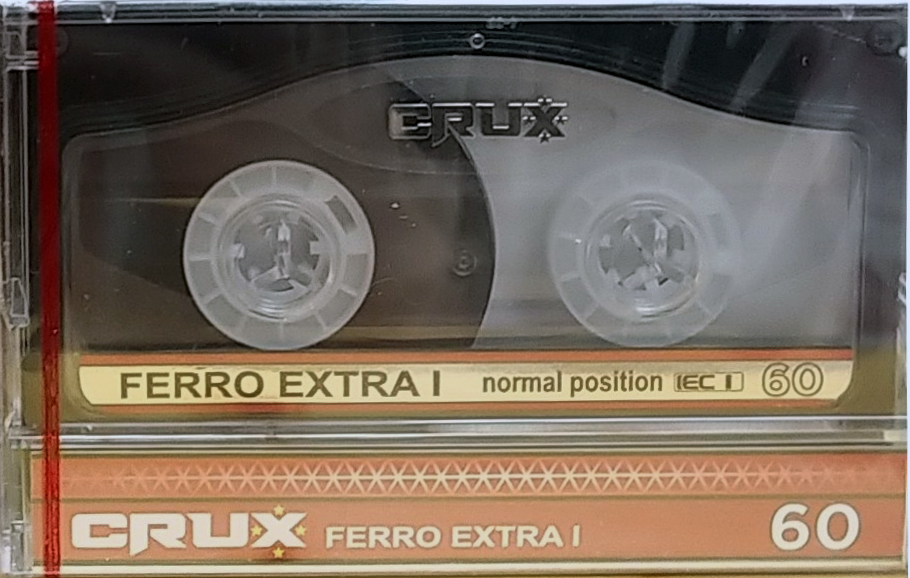 CRUX
FERRO EXTRA I normal position IEC I 60
CRUX FERRO EXTRA I 60